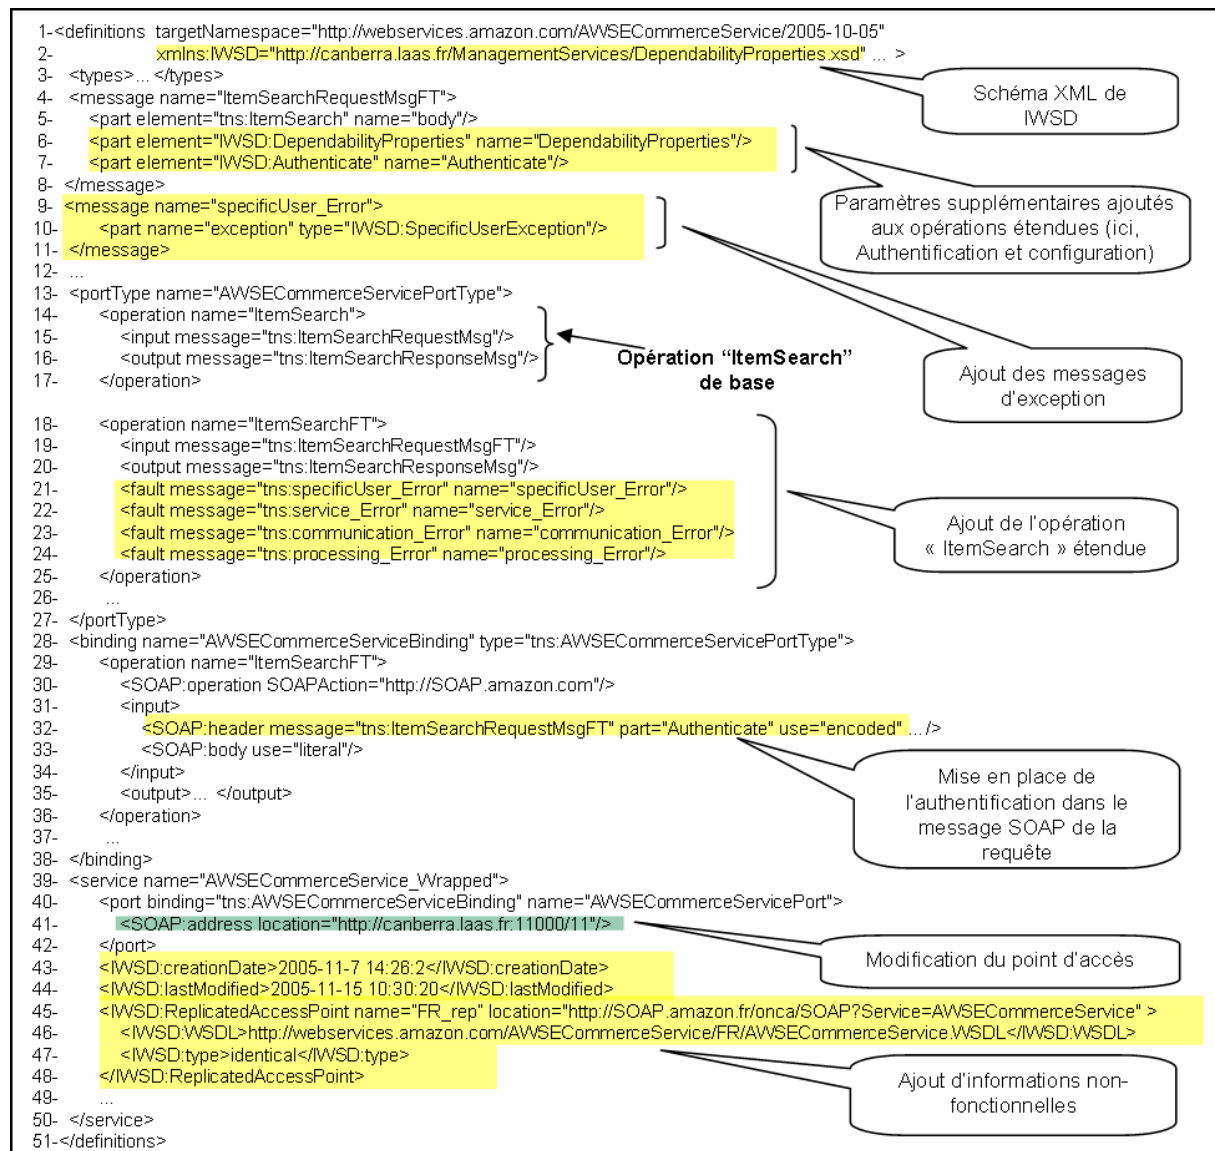 1-<definitions targetNamespace="http://webservices.amazon.com/AWSECommerceService/2005-10-05"
2- xmlns:IWSD="http://canberra.laas.fr/ManagementServices/DependabilityProperties.xsd" ... >
3- <types>... </types>
4- <message name="ItemSearchRequestMsgFT">
5- <part element="tns:ItemSearch" name="body"/>
6- <part element="IWSD:DependabilityProperties" name="DependabilityProperties"/>
7- <part element="IWSD:Authenticate" name="Authenticate"/>
8- </message>
9- <message name="specificUser_Error">
10- <part name="exception" type="IWSD:SpecificUserException"/>
11- </message>
12- ...
13- <portType name="AWSECommerceServicePortType">
14- <operation name="ItemSearch">
15- <input message="tns:ItemSearchRequestMsg"/>
16- <output message="tns:ItemSearchResponseMsg"/>
17- </operation>
18- <operation name="ItemSearchFT">
19- <input message="tns:ItemSearchRequestMsgFT"/>
20- <output message="tns:ItemSearchResponseMsg"/>
21- <fault message="tns:specificUser_Error" name="specificUser_Error"/>
22- <fault message="tns:service_Error" name="service_Error"/>
23- <fault message="tns:communication_Error" name="communication_Error"/>
24- <fault message="tns:processing_Error" name="processing_Error"/>
25- </operation>
26- ...
27- </portType>
28- <binding name="AWSECommerceServiceBinding" type="tns:AWSECommerceServicePortType">
29- <operation name="ItemSearchFT">
30- <SOAP:operation SOAPAction="http://SOAP.amazon.com"/>
31- <input>
32- <SOAP:header message="tns:ItemSearchRequestMsgFT" part="Authenticate" use="encoded" ... />
33- <SOAP:body use="literal"/>
34- </input>
35- <output>... </output>
36- </operation>
37- ...
38- </binding>
39- <service name="AWSECommerceService_Wrapped">
40- <port binding="tns:AWSECommerceServiceBinding" name="AWSECommerceServicePort">
41- <SOAP:address location="http://canberra.laas.fr:11000/11"/>
42- </port>
43- <IWSD:creationDate>2005-11-7 14:26:2</IWSD:creationDate>
44- <IWSD:lastModified>2005-11-15 10:30:20</IWSD:lastModified>
45- <IWSD:ReplicatedAccessPoint name="FR_rep" location="http://SOAP.amazon.fr/onca/SOAP?Service=AWSECommerceService" >
46- <IWSD:WSDL>http://webservices.amazon.com/AWSECommerceService/FR/AWSECommerceService.WSDL</IWSD:WSDL>
47- <IWSD:type>identical</IWSD:type>
48- </IWSD:ReplicatedAccessPoint>
49- ...
50- </service>
51-</definitions>
Schéma XML de
IWSD
Paramètres supplémentaires ajoutés
aux opérations étendues (ici,
Authentification et configuration)
Opération “ItemSearch”
de base
Ajout des messages
d'exception
Ajout de l'opération
« ItemSearch » étendue
Mise en place de
l'authentification dans le
message SOAP de la
requête
Modification du point d'accès
Ajout d'informations non-
fonctionnelles